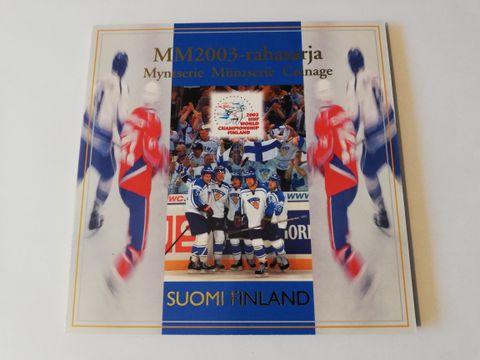 MM2003-rahasarja
Myntserie Münzserie Coinage
2003
IIHF
WORLD
CHAMPIONSHIP
FINLAND
SUOMI FINLAND